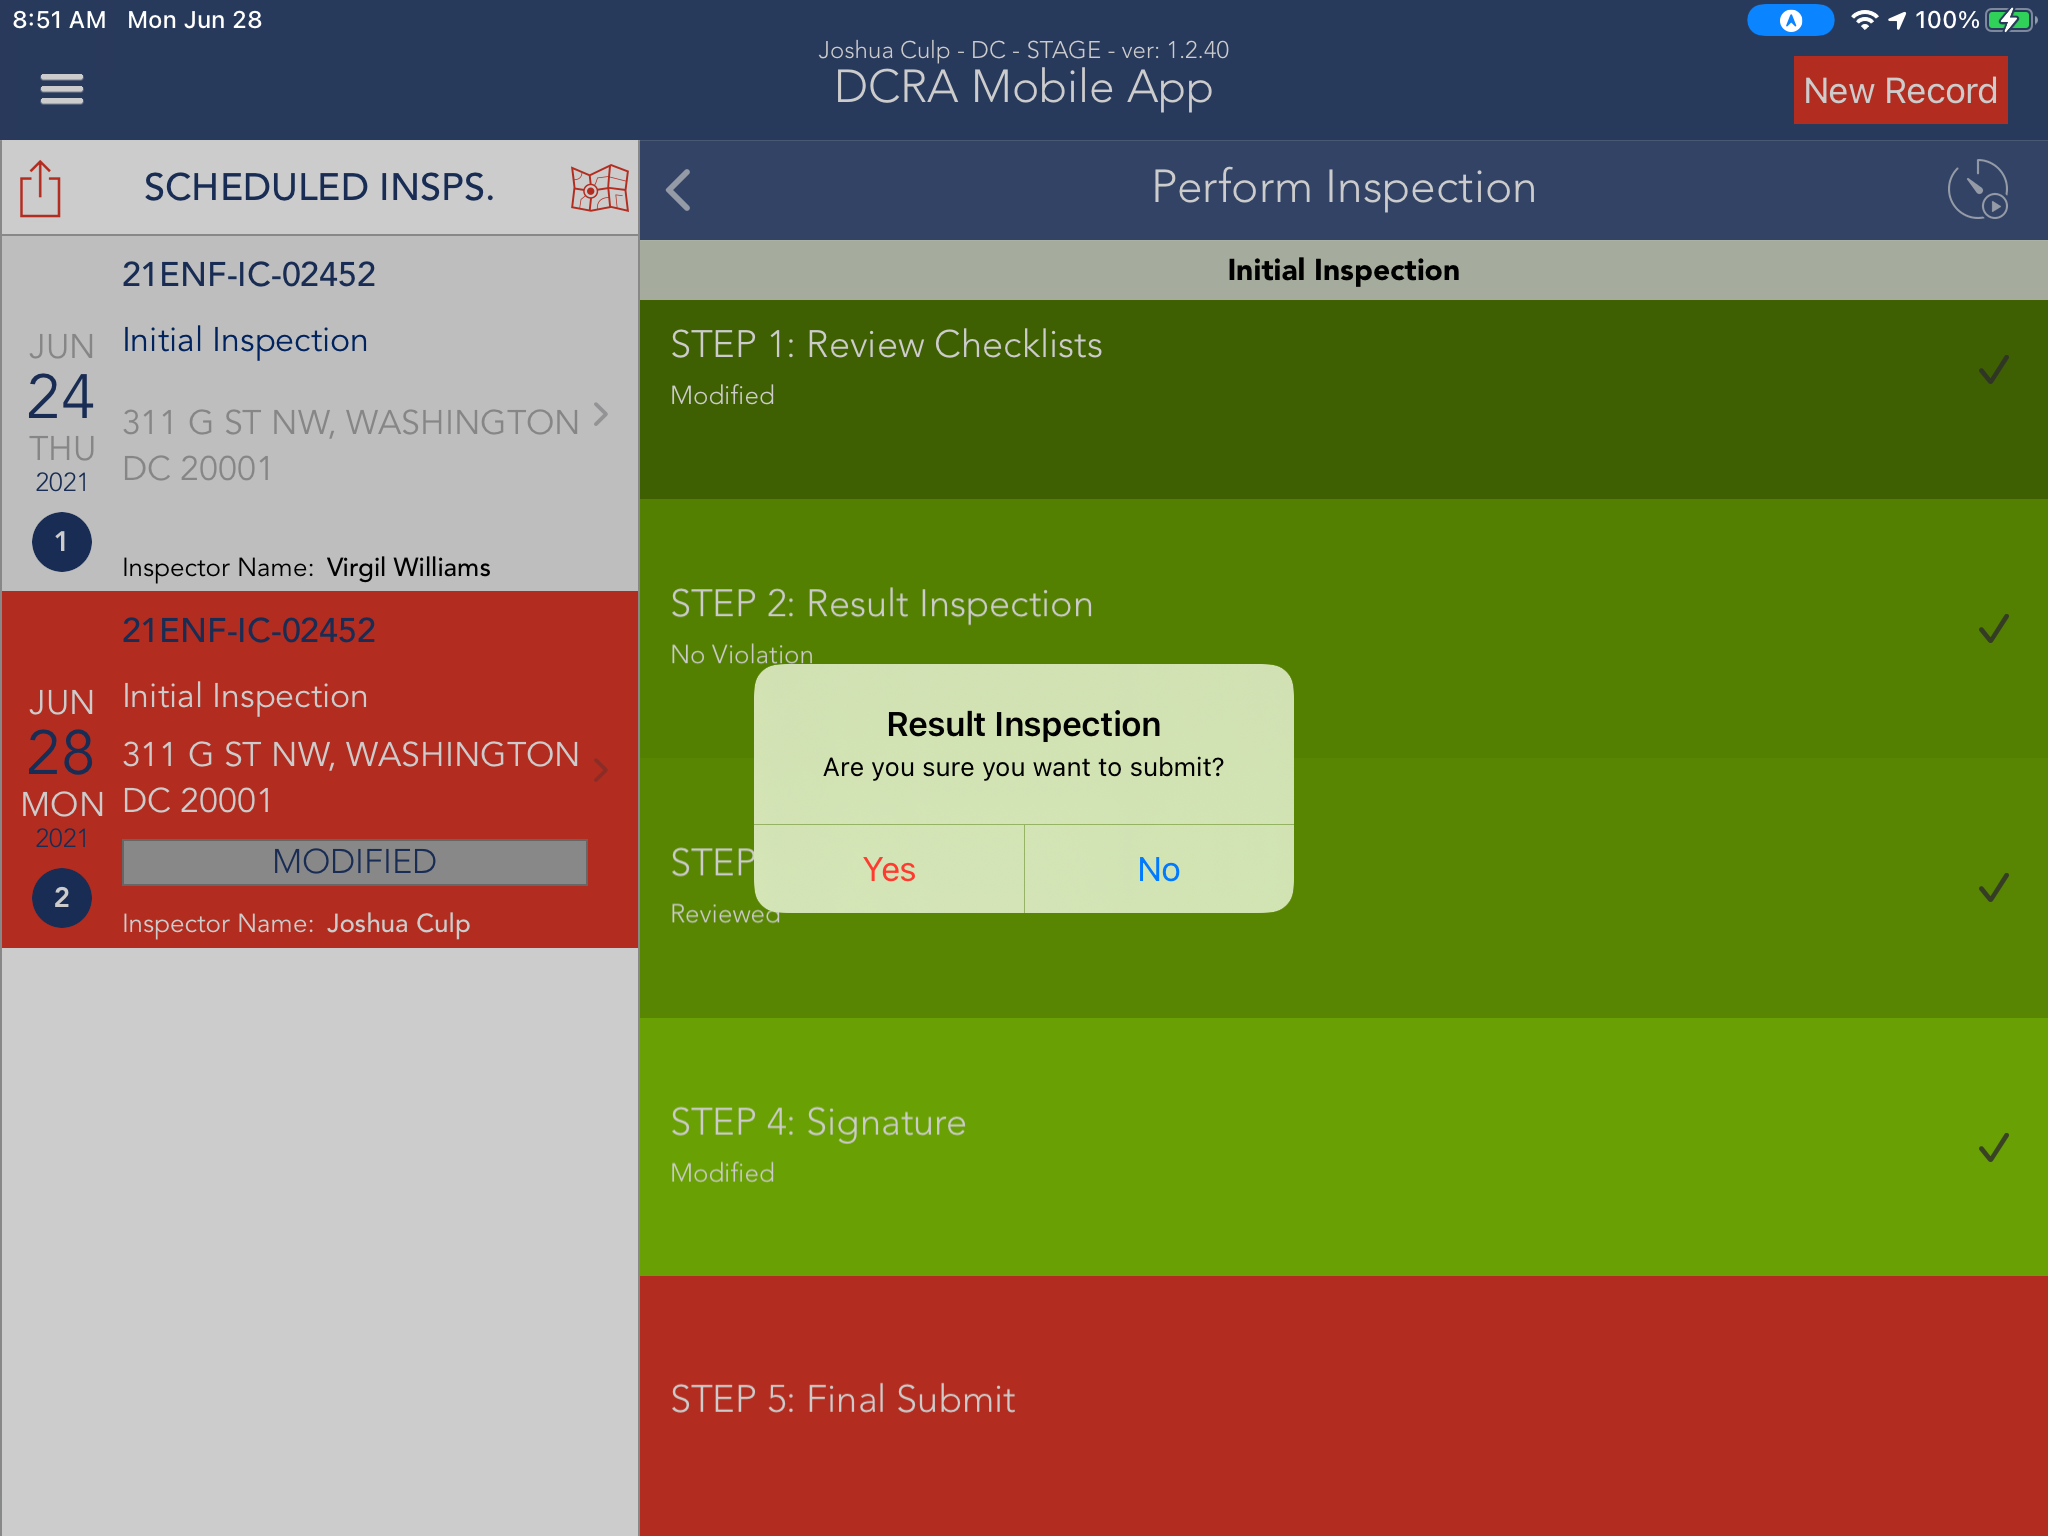 8:51 AM Mon Jun 28
100%
Joshua Culp - DC - STAGE - ver: 1.2.40
DCRA Mobile App
New Record
SCHEDULED INSPS.
21ENF-IC-02452
Initial Inspection
JUN
24
THU
2021
311 G ST NW, WASHINGTON
DC 20001
1
Inspector Name: Virgil Williams
21ENF-IC-02452
Initial Inspection
JUN
28
MON
2021
311 G ST NW, WASHINGTON
DC 20001
MODIFIED
2
Inspector Name: Joshua Culp
Perform Inspection
Initial Inspection
STEP 1: Review Checklists
Modified
STEP 2: Result Inspection
No Violation
Result Inspection
Are you sure you want to submit?
Yes
No
STEP
Reviewed
STEP 4: Signature
Modified
STEP 5: Final Submit